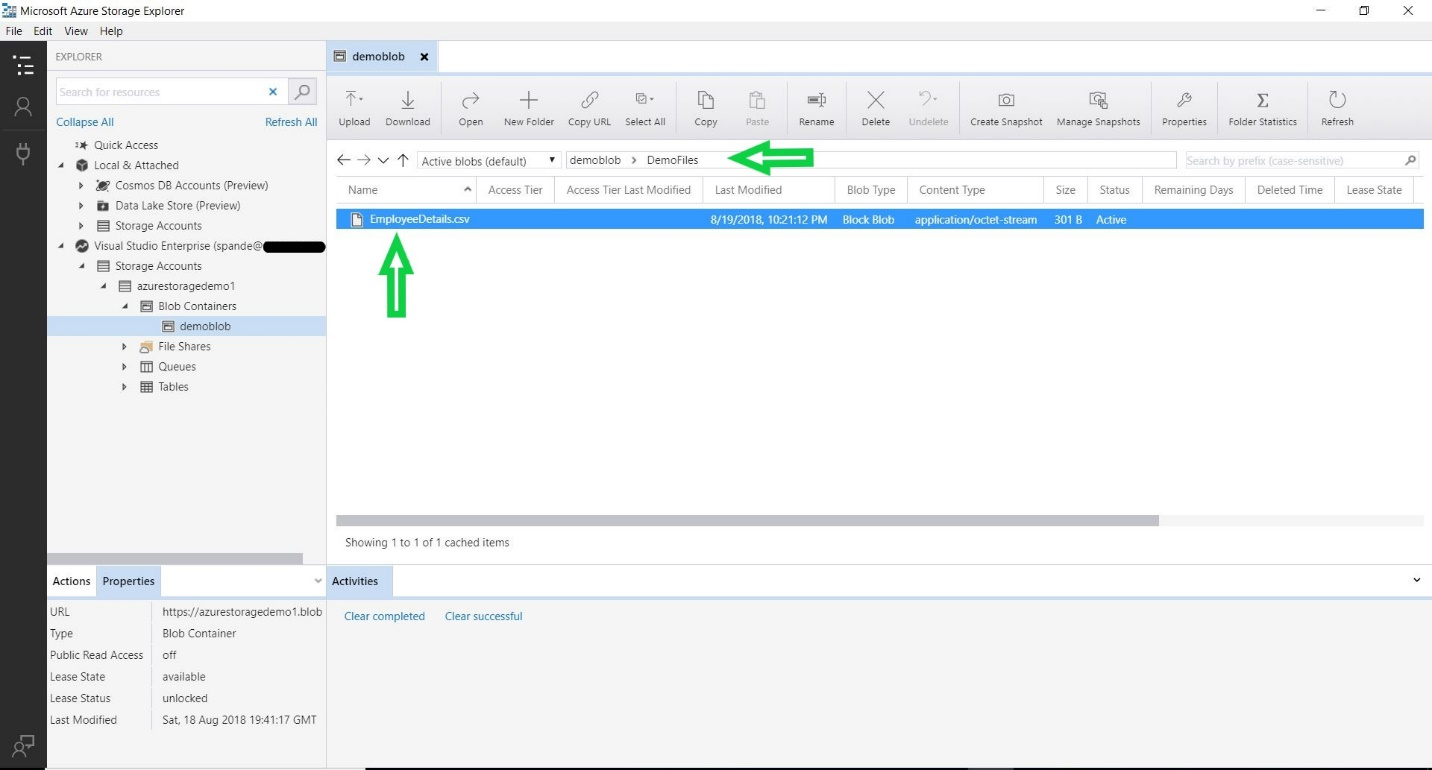 Microsoft Azure Storage Explorer
File Edit View Help
EXPLORER
Search for resources
Collapse All Refresh All
Quick Access
Local & Attached
Cosmos DB Accounts (Preview)
Data Lake Store (Preview)
Storage Accounts
Visual Studio Enterprise (spande@
Storage Accounts
azurestoragedemo1
Blob Containers
demoblob
File Shares
Queues
Tables
demoblob
Upload Download Open New Folder Copy URL Select All Copy Paste Rename Delete Undelete Create Snapshot Manage Snapshots Properties Folder Statistics Refresh
Active blobs (default) demoblob > DemoFiles Search by prefix (case-sensitive)
Name Access Tier Access Tier Last Modified Last Modified Blob Type Content Type Size Status Remaining Days Deleted Time Lease State
EmployeeDetails.csv 8/19/2018, 10:21:12 PM Block Blob application/octet-stream 301 B Active
Showing 1 to 1 of 1 cached items
Actions Properties
URL https://azurestoragedemo1.blob
Type Blob Container
Public Read Access off
Lease State available
Lease Status unlocked
Last Modified Sat, 18 Aug 2018 19:41:17 GMT
Activities
Clear completed Clear successful